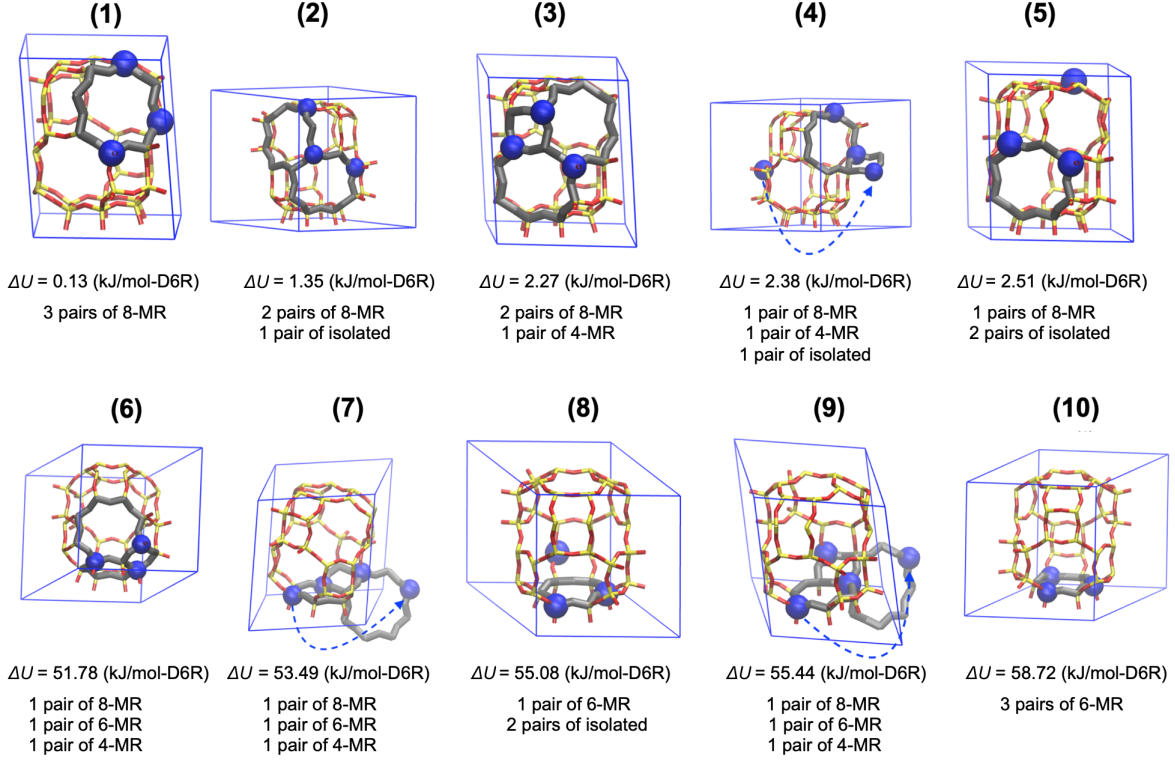 (1)
(2)
(3)
(4)
(5)
ΔU = 0.13 (kJ/mol-D6R)
3 pairs of 8-MR
ΔU = 1.35 (kJ/mol-D6R)
2 pairs of 8-MR
1 pair of isolated
ΔU = 2.27 (kJ/mol-D6R)
2 pairs of 8-MR
1 pair of 4-MR
ΔU = 2.38 (kJ/mol-D6R)
1 pair of 8-MR
1 pair of 4-MR
1 pair of isolated
ΔU = 2.51 (kJ/mol-D6R)
1 pairs of 8-MR
2 pairs of isolated
(6)
(7)
(8)
(9)
(10)
ΔU = 51.78 (kJ/mol-D6R)
1 pair of 8-MR
1 pair of 6-MR
1 pair of 4-MR
ΔU = 53.49 (kJ/mol-D6R)
1 pair of 8-MR
1 pair of 6-MR
1 pair of 4-MR
ΔU = 55.08 (kJ/mol-D6R)
1 pair of 6-MR
2 pairs of isolated
ΔU = 55.44 (kJ/mol-D6R)
1 pair of 8-MR
1 pair of 6-MR
1 pair of 4-MR
ΔU = 58.72 (kJ/mol-D6R)
3 pairs of 6-MR